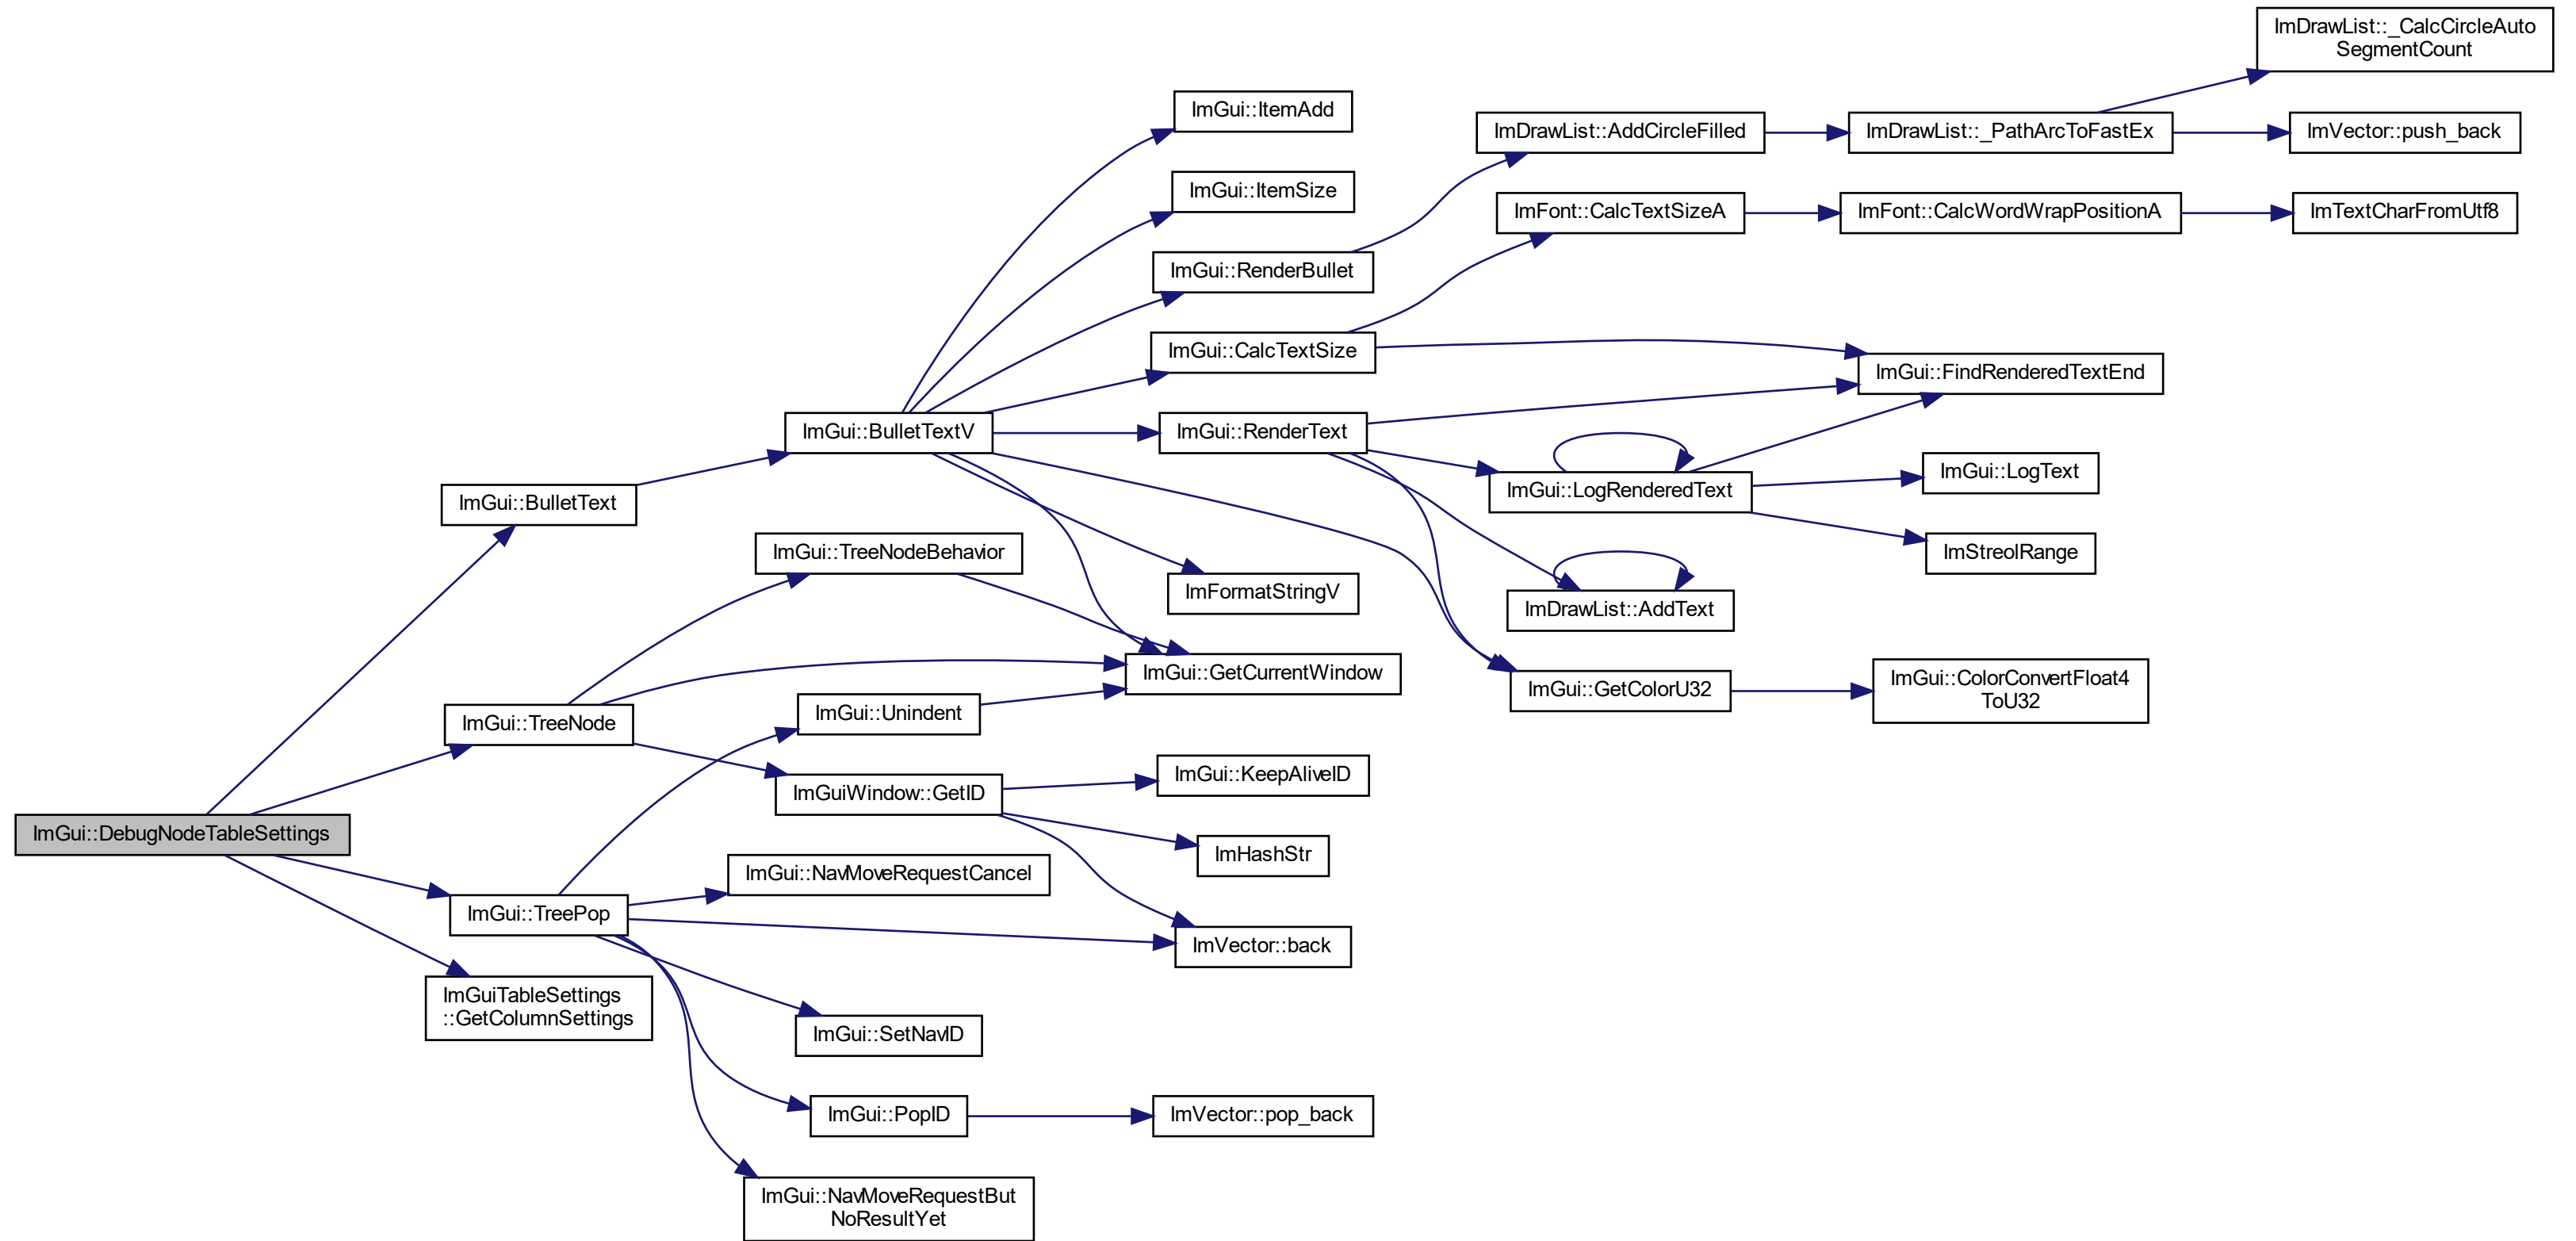 ImDrawList::_CalcCircleAuto
SegmentCount
ImGui::ItemAdd
ImDrawList::AddCircleFilled
ImDrawList::_PathArcToFastEx
ImVector::push_back
ImGui::ItemSize
ImFont::CalcTextSizeA
ImFont::CalcWordWrapPositionA
ImTextCharFromUtf8
ImGui::RenderBullet
ImGui::CalcTextSize
ImGui::FindRenderedTextEnd
ImGui::BulletTextV
ImGui::RenderText
ImGui::LogText
ImGui::BulletText
ImGui::LogRenderedText
ImGui::TreeNodeBehavior
ImStreolRange
ImFormatStringV
ImDrawList::AddText
ImGui::GetCurrentWindow
ImGui::GetColorU32
ImGui::ColorConvertFloat4
ToU32
ImGui::TreeNode
ImGui::Unindent
ImGuiWindow::GetID
ImGui::KeepAliveID
ImGui::DebugNodeTableSettings
ImHashStr
ImGui::NavMoveRequestCancel
ImGui::TreePop
ImVector::back
ImGuiTableSettings
::GetColumnSettings
ImGui::SetNavID
ImGui::PopID
ImVector::pop_back
ImGui::NavMoveRequestBut
NoResultYet